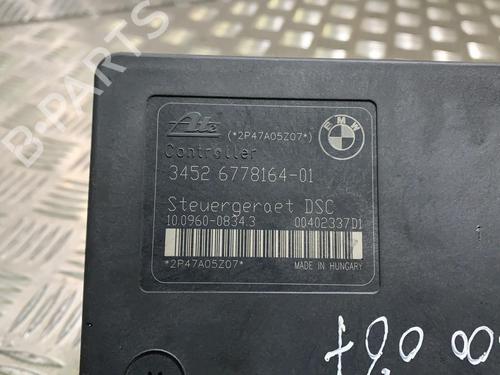 Ate (*2P47A05Z07*)
BMW
Controller
3452 6778164-01
Steuergeraet DSC
10.0960-0834.3 00402337D1
*2P47A05Z07* MADE IN HUNGARY
B-Parts